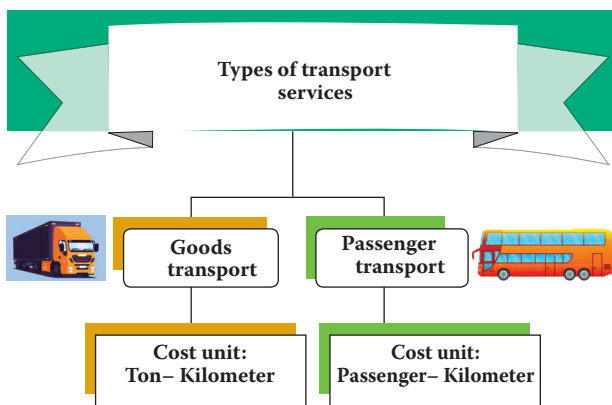 Types of transport
services
Goods
transport
Passenger
transport
Cost unit:
Ton– Kilometer
Cost unit:
Passenger– Kilometer